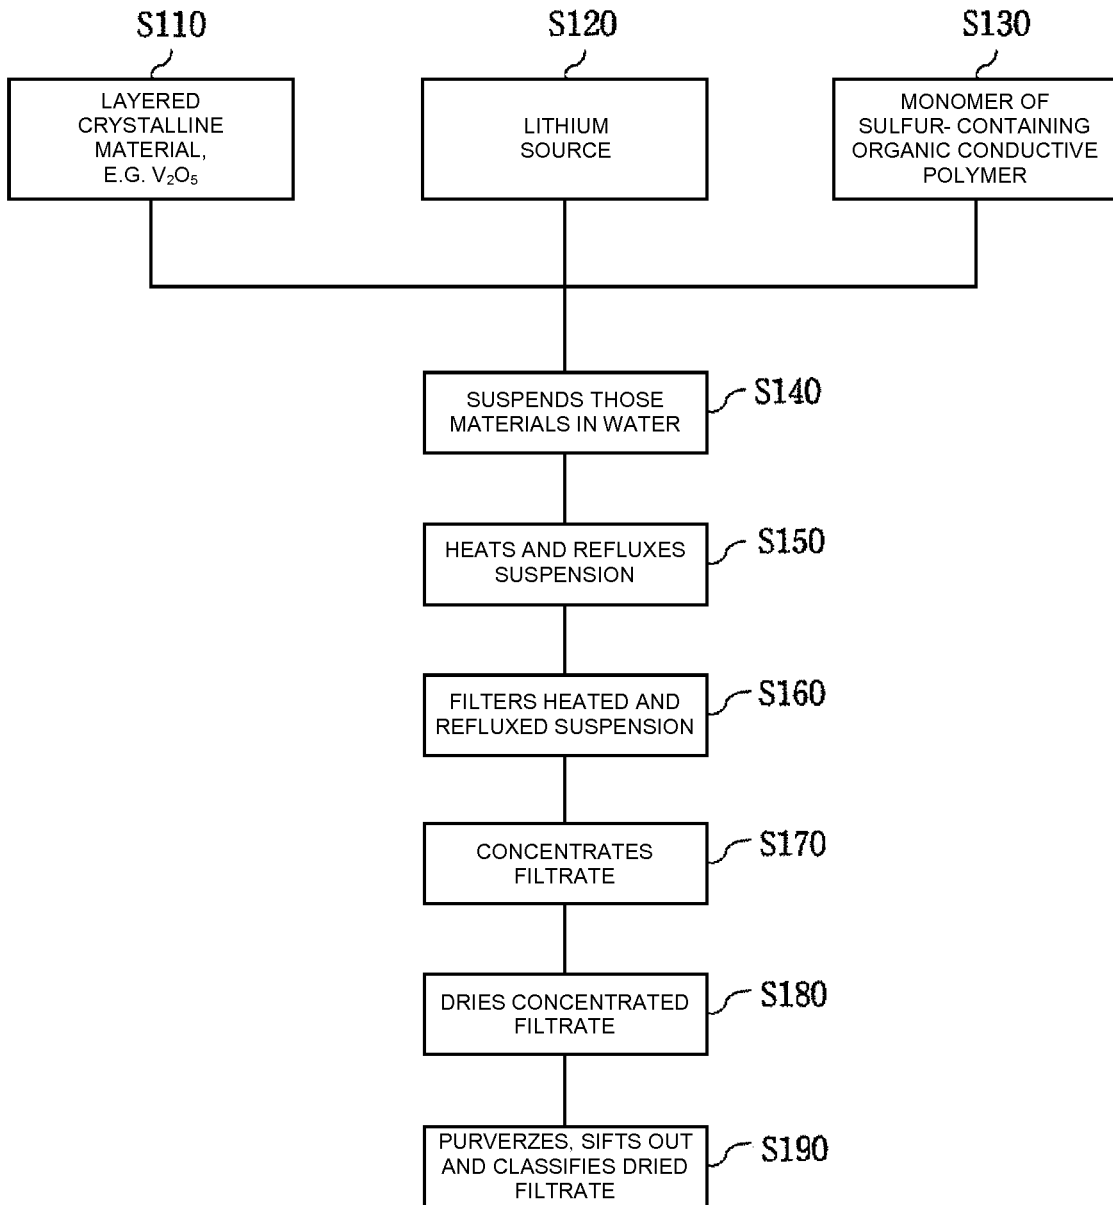 S110
S120
S130
LAYERED
CRYSTALLINE
MATERIAL,
E.G. V₂O₅
LITHIUM
SOURCE
MONOMER OF
SULFUR- CONTAINING
ORGANIC CONDUCTIVE
POLYMER
SUSPENDS THOSE
MATERIALS IN WATER
S140
HEATS AND REFLUXES
SUSPENSION
S150
FILTERS HEATED AND
REFLUXED SUSPENSION
S160
CONCENTRATES
FILTRATE
S170
DRIES CONCENTRATED
FILTRATE
S180
PURVERZES, SIFTS OUT
AND CLASSIFIES DRIED
FILTRATE
S190